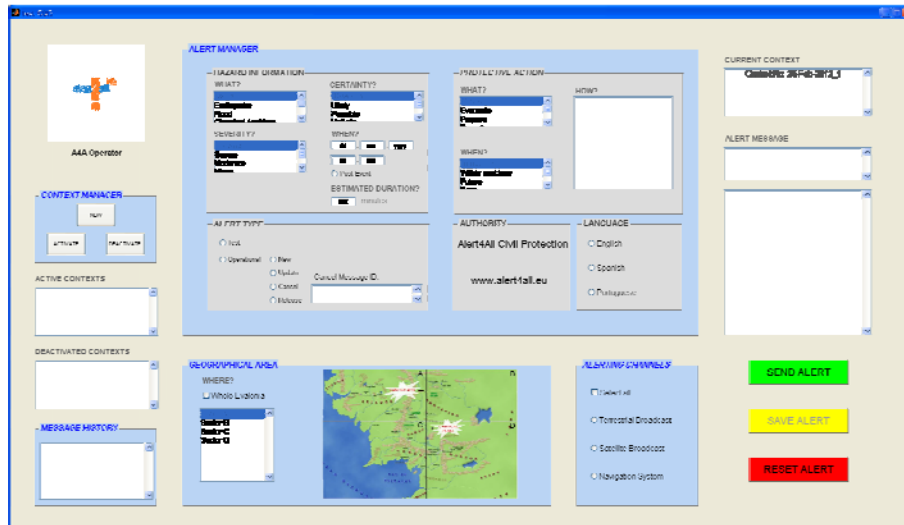 ALERT MANAGER
HAZARD INFORMATION
WHAT?
Earthquake
Flood
CERTAINTY?
Likely
Possible
SEVERITY?
Severe
Moderate
Minor
WHEN?
Past Event
ESTIMATED DURATION?
minutes
PROTECTIVE ACTION
WHAT?
Evacuate
Prepare
HOW?
WHEN?
Future
ALERT TYPE
Test
Operational
New
Update
Cancel
Release
Cancel Message ID:
AUTHORITY
Alert4All Civil Protection
www.alert4all.eu
LANGUAGE
English
Spanish
Portuguese
A4A Operator
CONTEXT MANAGER
NEW
ACTIVATE
DEACTIVATE
ACTIVE CONTEXTS
DEACTIVATED CONTEXTS
MESSAGE HISTORY
GEOGRAPHICAL AREA
WHERE?
Whole Evalonia
Sector B
Sector C
Sector D
ALERTING CHANNELS
Select all
Terrestrial Broadcast
Satellite Broadcast
Navigation System
CURRENT CONTEXT
ALERT MESSAGE
SEND ALERT
SAVE ALERT
RESET ALERT